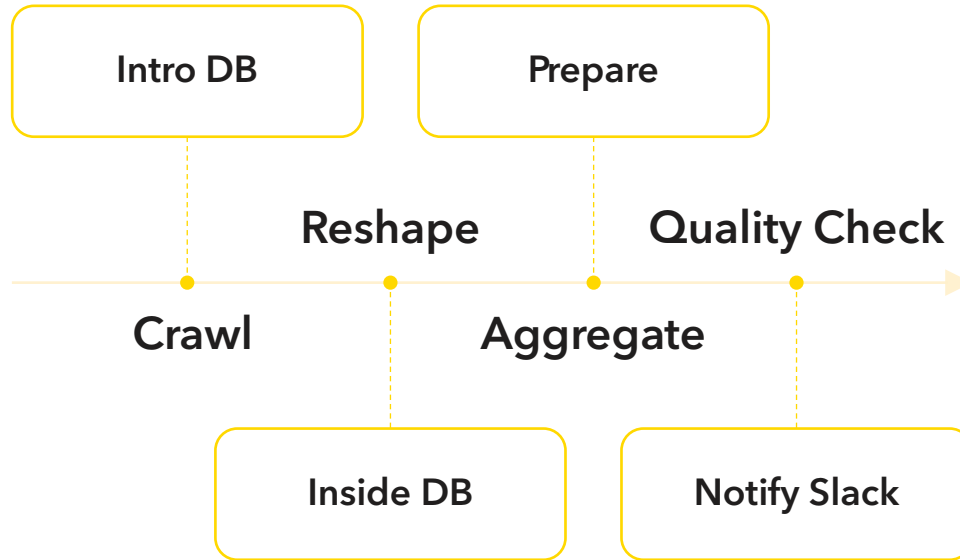 Intro DB
Prepare
Reshape
Quality Check
Crawl
Aggregate
Inside DB
Notify Slack